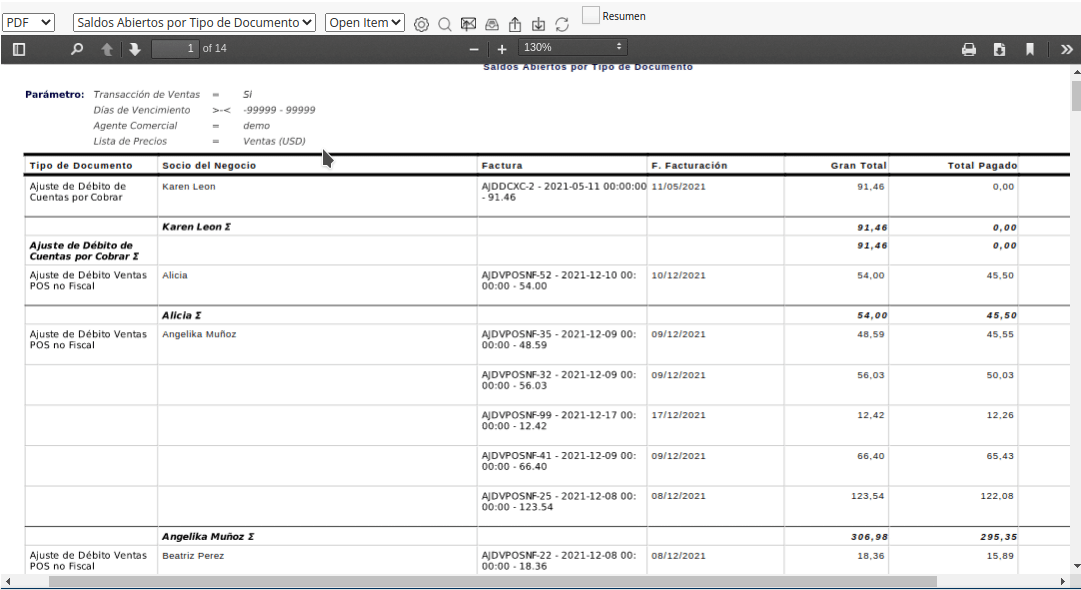 PDF Saldos Abiertos por Tipo de Documento Open Item Resumen
1 of 14 130%
Saldos Abiertos por Tipo de Documento
Parámetro: Transacción de Ventas = SI
Días de Vencimiento >-< -99999 - 99999
Agente Comercial = demo
Lista de Precios = Ventas (USD)
Tipo de Documento Socio del Negocio Factura F. Facturación Gran Total Total Pagado
Ajuste de Débito de Karen Leon AJDDCXC-2 - 2021-05-11 00:00:00 11/05/2021 91,46 0,00
Cuentas por Cobrar - 91.46
Karen Leon Σ 91,46 0,00
Ajuste de Débito de 91,46 0,00
Cuentas por Cobrar Σ
Ajuste de Débito Ventas Alicia AJDVPOSNF-52 - 2021-12-10 00: 10/12/2021 54,00 45,50
POS no Fiscal 00:00 - 54.00
Alicia Σ 54,00 45,50
Ajuste de Débito Ventas Angelika Muñoz AJDVPOSNF-35 - 2021-12-09 00: 09/12/2021 48,59 45,55
POS no Fiscal 00:00 - 48.59
AJDVPOSNF-32 - 2021-12-09 00: 09/12/2021 56,03 50,03
00:00 - 56.03
AJDVPOSNF-99 - 2021-12-17 00: 17/12/2021 12,42 12,26
00:00 - 12.42
AJDVPOSNF-41 - 2021-12-09 00: 09/12/2021 66,40 65,43
00:00 - 66.40
AJDVPOSNF-25 - 2021-12-08 00: 08/12/2021 123,54 122,08
00:00 - 123.54
Angelika Muñoz Σ 306,98 295,35
Ajuste de Débito Ventas Beatriz Perez AJDVPOSNF-22 - 2021-12-08 00: 08/12/2021 18,36 15,89
POS no Fiscal 00:00 - 18.36